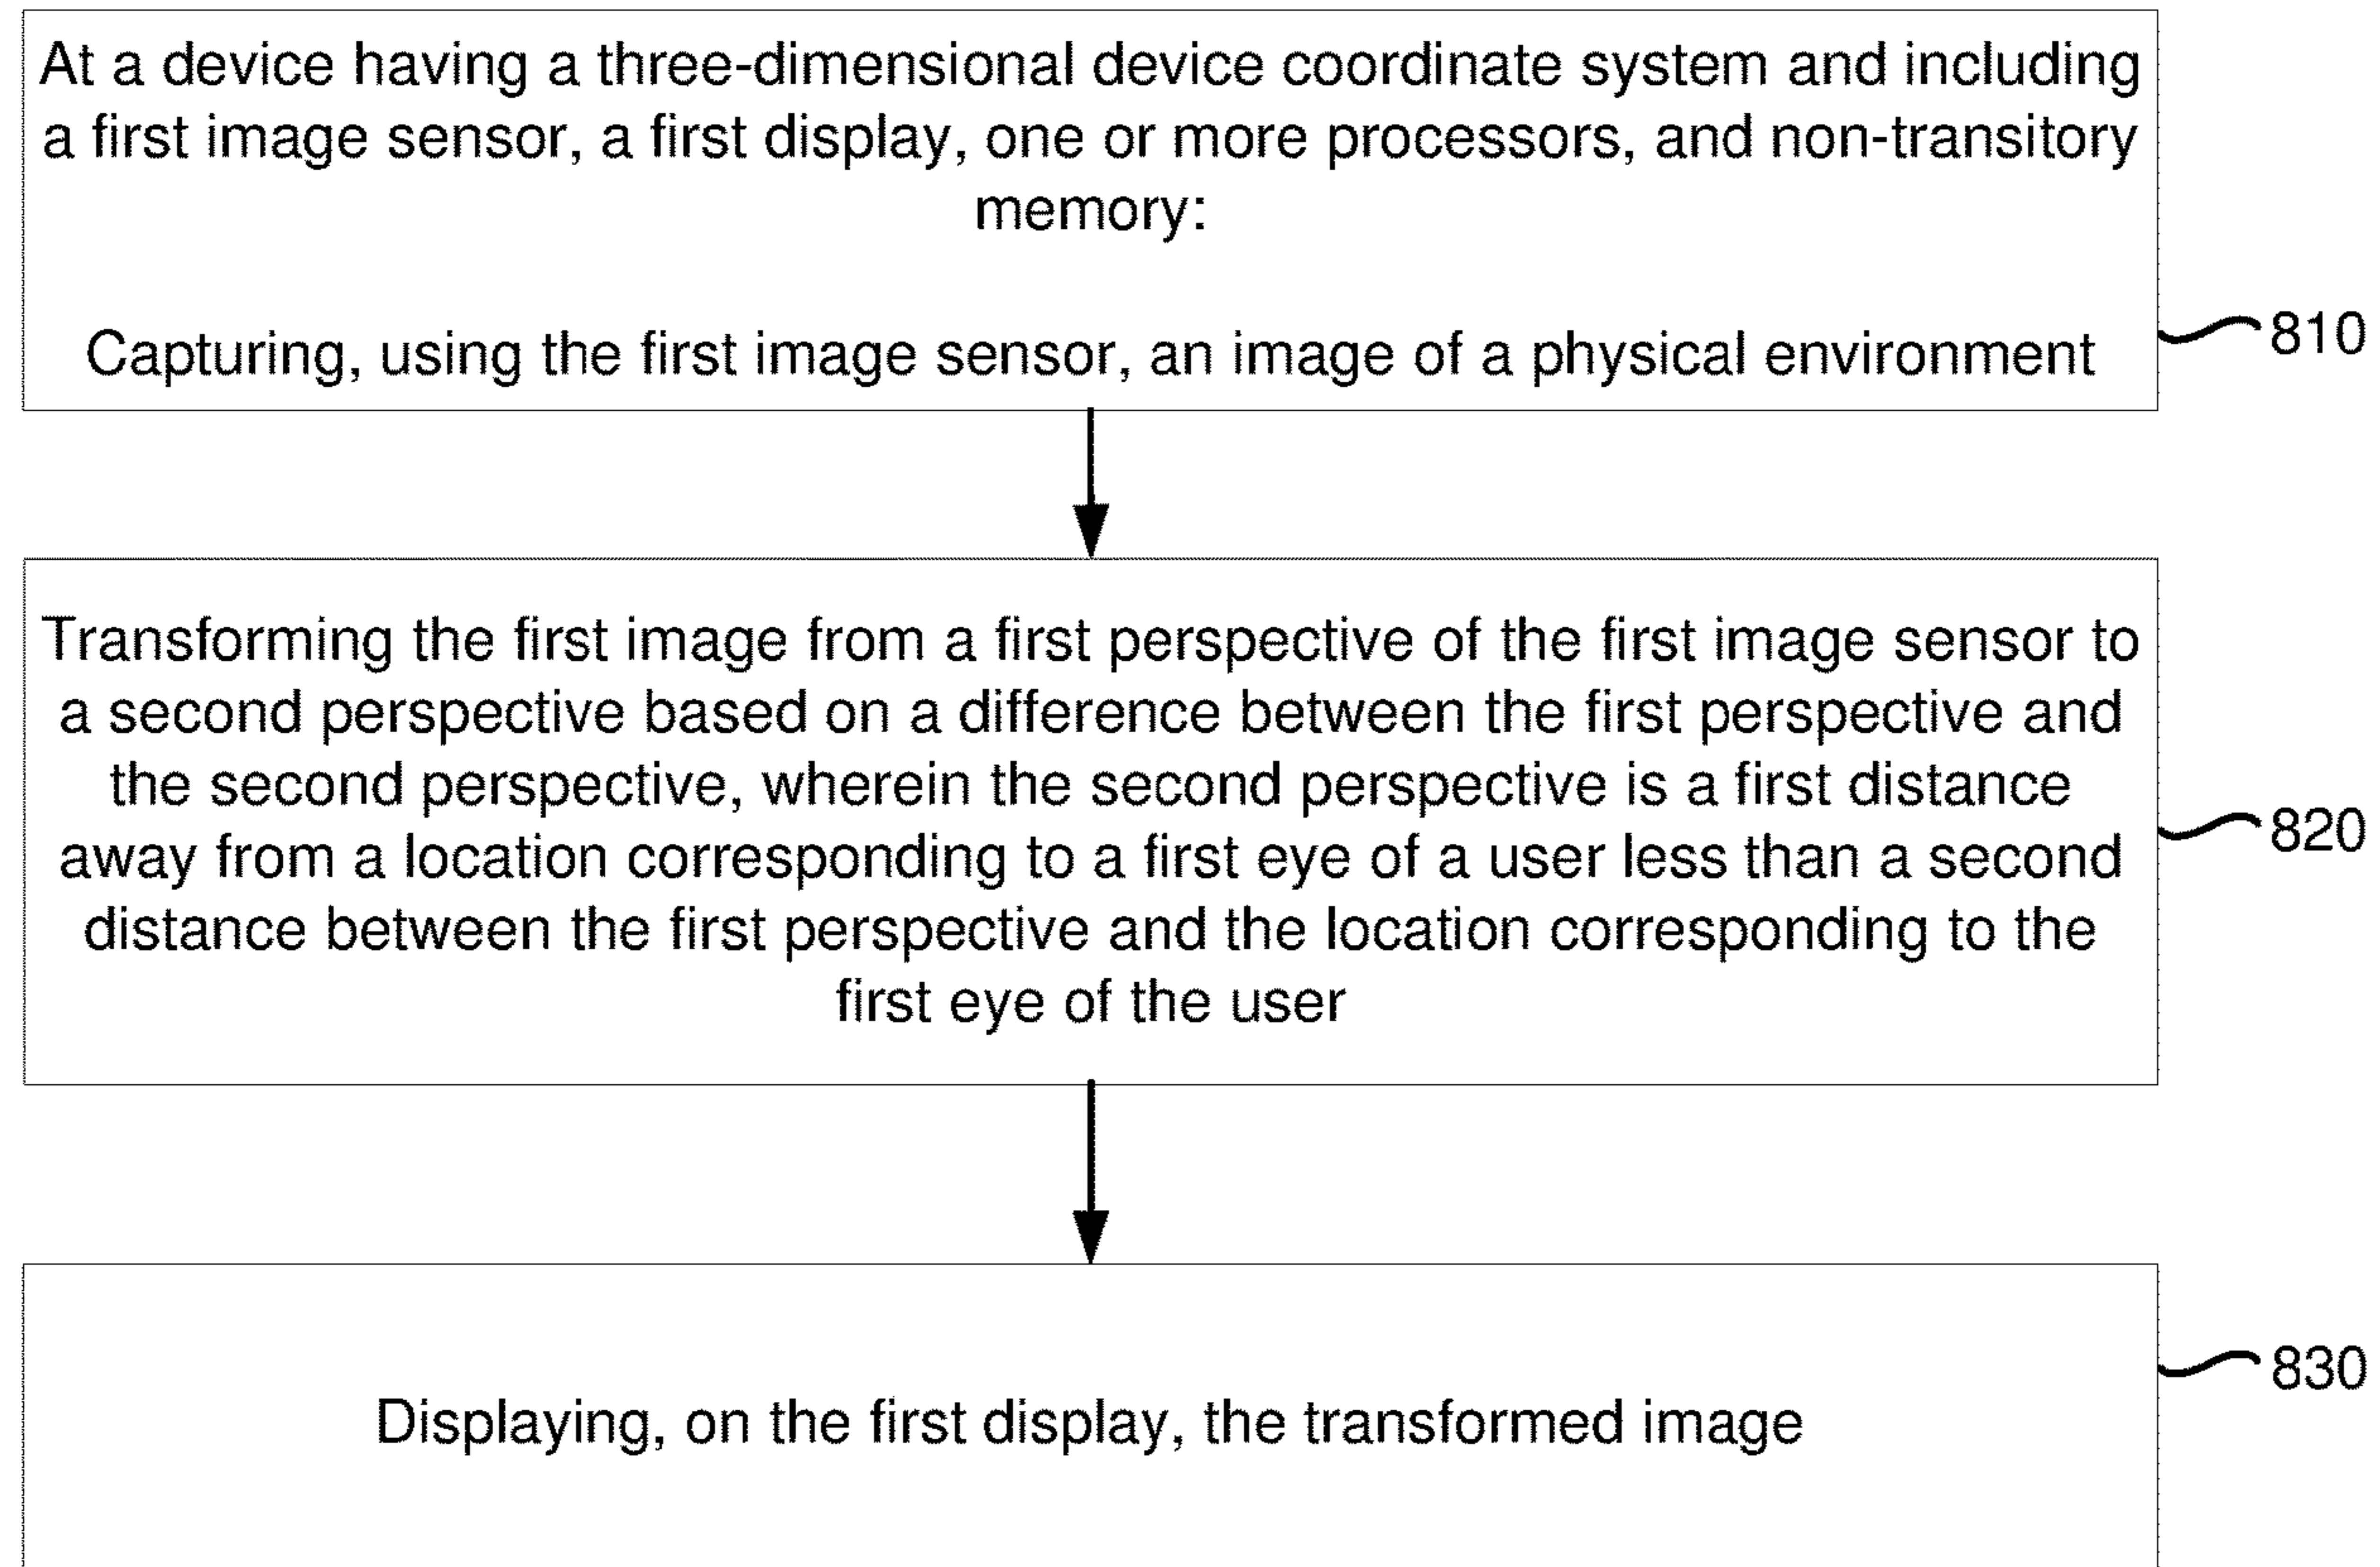 At a device having a three-dimensional device coordinate system and including
a first image sensor, a first display, one or more processors, and non-transitory
memory:
Capturing, using the first image sensor, an image of a physical environment
810
Transforming the first image from a first perspective of the first image sensor to
a second perspective based on a difference between the first perspective and
the second perspective, wherein the second perspective is a first distance
away from a location corresponding to a first eye of a user less than a second
distance between the first perspective and the location corresponding to the
first eye of the user
820
Displaying, on the first display, the transformed image
830